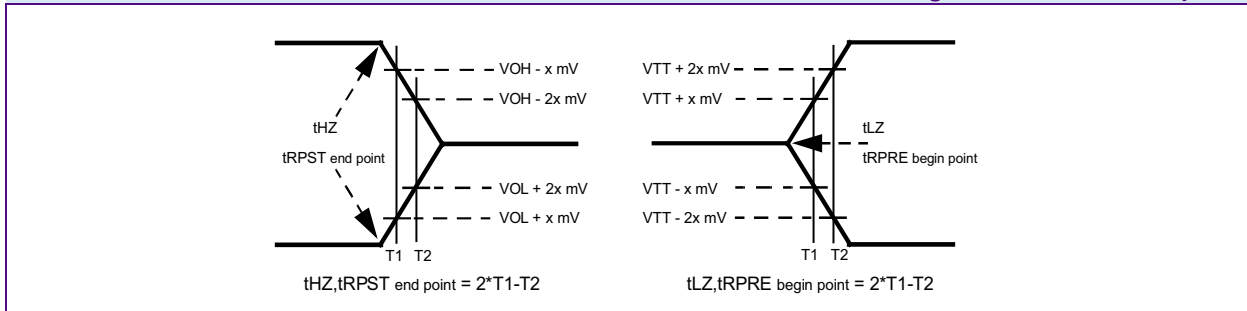 VOH - x mV
VOH - 2x mV
tHZ
tRPST end point
VOL + 2x mV
VOL + x mV
T1 T2
tHZ,tRPST end point = 2*T1-T2
VTT + 2x mV
VTT + x mV
tLZ
tRPRE begin point
VTT - x mV
VTT - 2x mV
T1 T2
tLZ,tRPRE begin point = 2*T1-T2